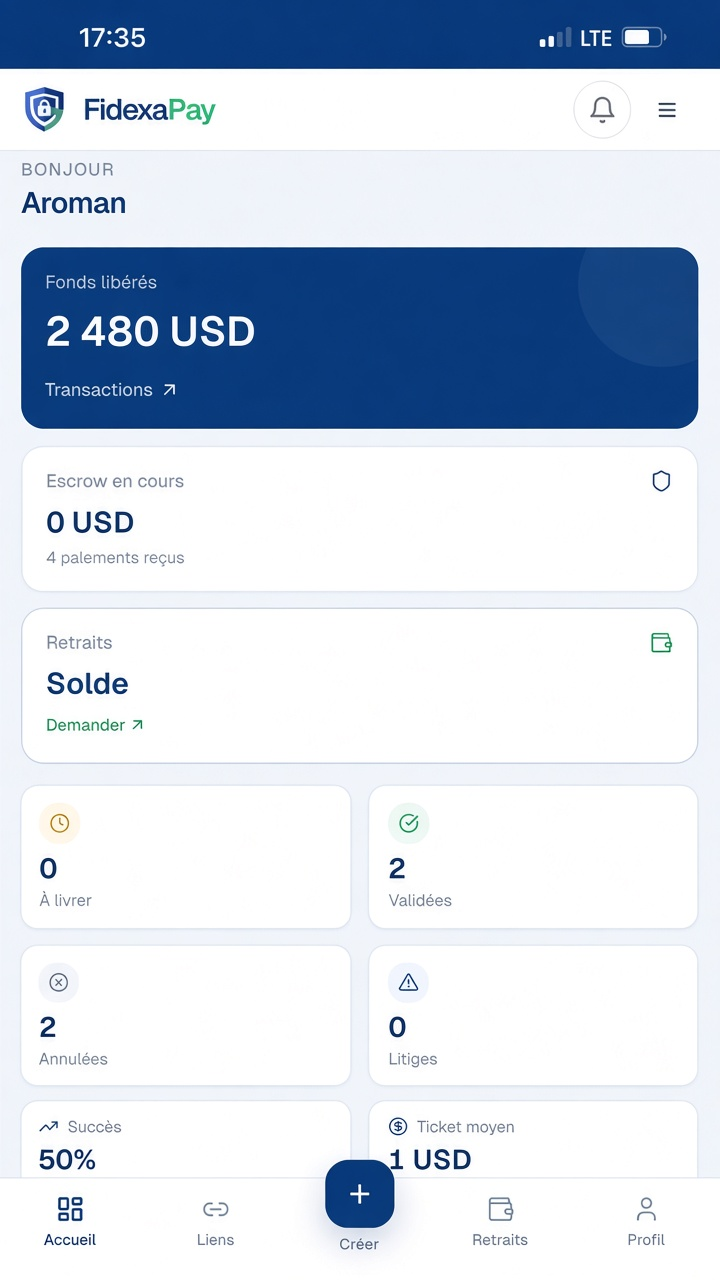 17:35 LTE
FidexaPay
BONJOUR
Aroman
Fonds libérés
2 480 USD
Transactions
Escrow en cours
0 USD
4 palements reçus
Retraits
Solde
Demander
0
À livrer
2
Validées
2
Annulées
0
Litiges
Succès
50%
Ticket moyen
1 USD
Accueil
Liens
Créer
Retraits
Profil